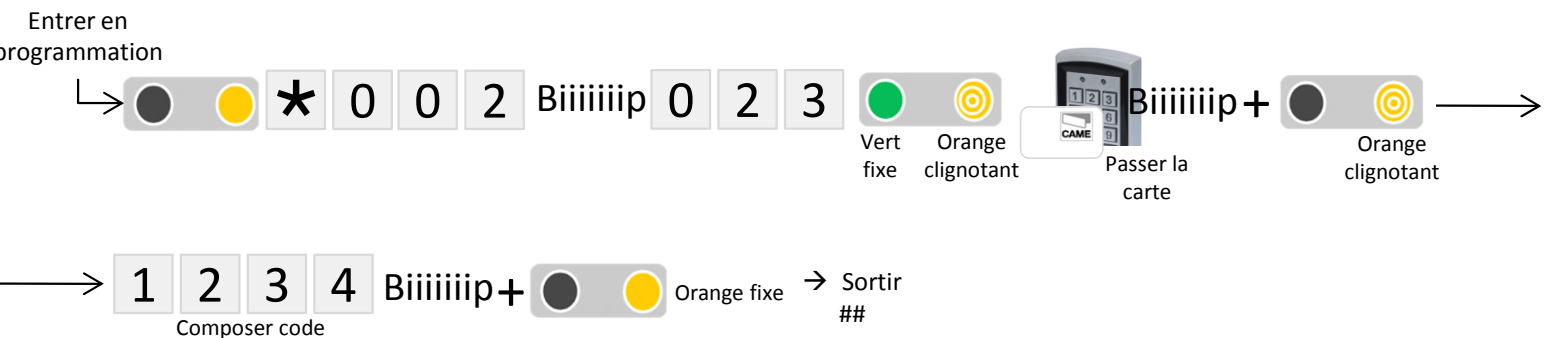 Entrer en
programmation
* 0 0 2 Biiiiiiip 0 2 3 Biiiiiiip +
1 2 3
6
9
CAME
Vert
fixe
Orange
clignotant
Passer la
carte
Orange
clignotant
1 2 3 4 Biiiiiiip + Orange fixe → Sortir
##
Composer code